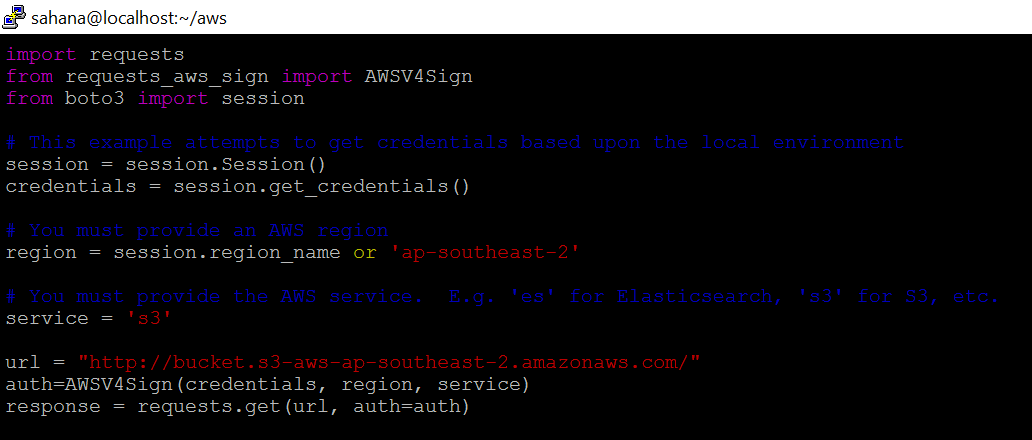 sahana@localhost:~/aws
import requests
from requests_aws_sign import AWSV4Sign
from boto3 import session
# This example attempts to get credentials based upon the local environment
session = session.Session()
credentials = session.get_credentials()
# You must provide an AWS region
region = session.region_name or 'ap-southeast-2'
# You must provide the AWS service.  E.g. 'es' for Elasticsearch, 's3' for S3, etc.
service = 's3'
url = "http://bucket.s3-aws-ap-southeast-2.amazonaws.com/"
auth=AWSV4Sign(credentials, region, service)
response = requests.get(url, auth=auth)